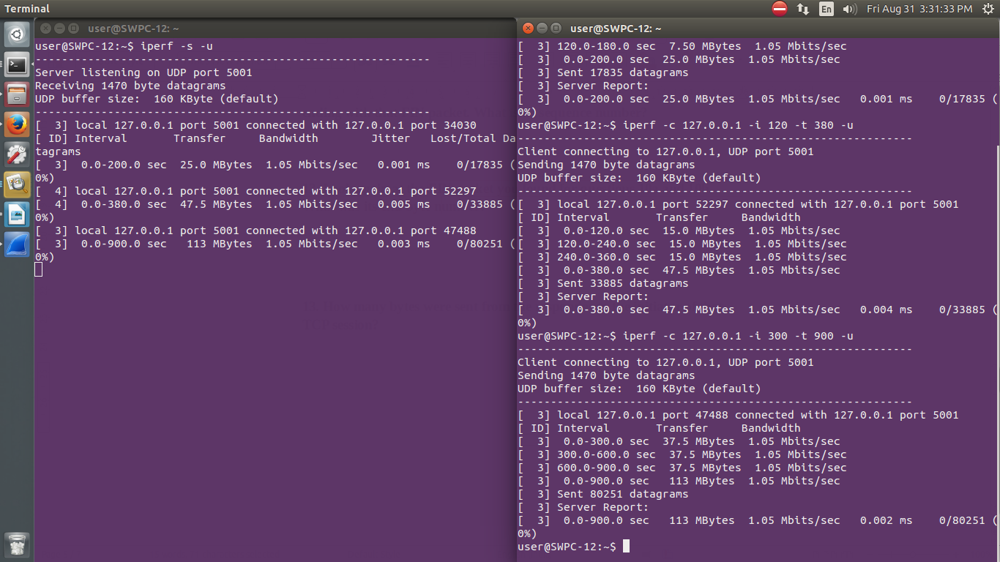 Terminal
En
Fri Aug 31 3:31:33 PM
user@SWPC-12: ~
user@SWPC-12:~$ iperf -s -u
------------------------------------------------------------
Server listening on UDP port 5001
Receiving 1470 byte datagrams
UDP buffer size:  160 KByte (default)
------------------------------------------------------------
[  3] local 127.0.0.1 port 5001 connected with 127.0.0.1 port 34030
[ ID] Interval       Transfer     Bandwidth        Jitter   Lost/Total Da
tagrams
[  3]  0.0-200.0 sec  25.0 MBytes  1.05 Mbits/sec   0.001 ms    0/17835 (
0%)
[  4] local 127.0.0.1 port 5001 connected with 127.0.0.1 port 52297
[  4]  0.0-380.0 sec  47.5 MBytes  1.05 Mbits/sec   0.005 ms    0/33885 (
0%)
[  3] local 127.0.0.1 port 5001 connected with 127.0.0.1 port 47488
[  3]  0.0-900.0 sec   113 MBytes  1.05 Mbits/sec   0.003 ms    0/80251 (
0%)
user@SWPC-12: ~
[  3] 120.0-180.0 sec  7.50 MBytes  1.05 Mbits/sec
[  3]  0.0-200.0 sec  25.0 MBytes  1.05 Mbits/sec
[  3] Sent 17835 datagrams
[  3] Server Report:
[  3]  0.0-200.0 sec  25.0 MBytes  1.05 Mbits/sec   0.001 ms    0/17835 (
0%)
user@SWPC-12:~$ iperf -c 127.0.0.1 -i 120 -t 380 -u
------------------------------------------------------------
Client connecting to 127.0.0.1, UDP port 5001
Sending 1470 byte datagrams
UDP buffer size:  160 KByte (default)
------------------------------------------------------------
[  3] local 127.0.0.1 port 52297 connected with 127.0.0.1 port 5001
[ ID] Interval       Transfer     Bandwidth
[  3]  0.0-120.0 sec  15.0 MBytes  1.05 Mbits/sec
[  3] 120.0-240.0 sec  15.0 MBytes  1.05 Mbits/sec
[  3] 240.0-360.0 sec  15.0 MBytes  1.05 Mbits/sec
[  3]  0.0-380.0 sec  47.5 MBytes  1.05 Mbits/sec
[  3] Sent 33885 datagrams
[  3] Server Report:
[  3]  0.0-380.0 sec  47.5 MBytes  1.05 Mbits/sec   0.004 ms    0/33885 (
0%)
user@SWPC-12:~$ iperf -c 127.0.0.1 -i 300 -t 900 -u
------------------------------------------------------------
Client connecting to 127.0.0.1, UDP port 5001
Sending 1470 byte datagrams
UDP buffer size:  160 KByte (default)
------------------------------------------------------------
[  3] local 127.0.0.1 port 47488 connected with 127.0.0.1 port 5001
[ ID] Interval       Transfer     Bandwidth
[  3]  0.0-300.0 sec  37.5 MBytes  1.05 Mbits/sec
[  3] 300.0-600.0 sec  37.5 MBytes  1.05 Mbits/sec
[  3] 600.0-900.0 sec  37.5 MBytes  1.05 Mbits/sec
[  3]  0.0-900.0 sec   113 MBytes  1.05 Mbits/sec
[  3] Sent 80251 datagrams
[  3] Server Report:
[  3]  0.0-900.0 sec   113 MBytes  1.05 Mbits/sec   0.002 ms    0/80251 (
0%)
user@SWPC-12:~$